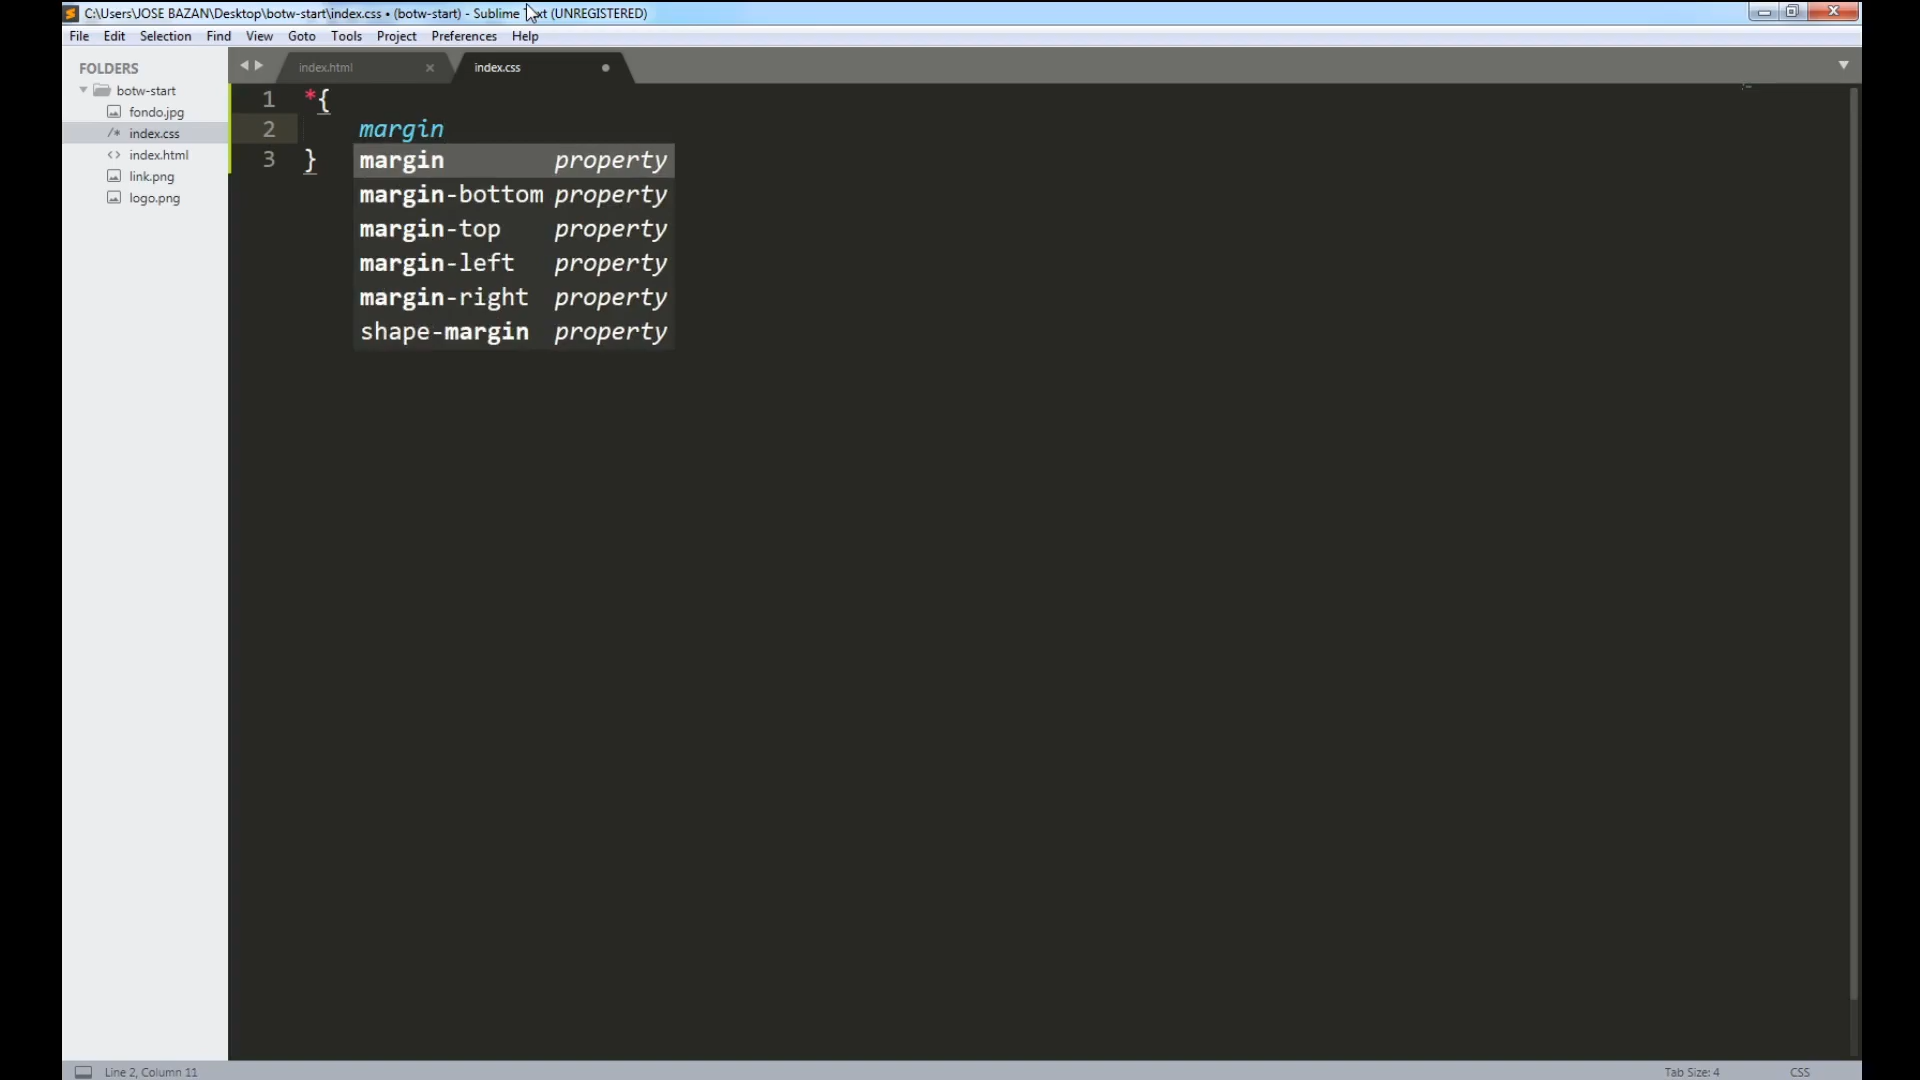 C:\Users\JOSE BAZAN\Desktop\botw-start\index.css • (botw-start) - Sublime Text (UNREGISTERED)
File Edit Selection Find View Goto Tools Project Preferences Help
FOLDERS
botw-start
fondo.jpg
index.css
index.html
link.png
logo.png
index.html
index.css
1 *{
2 margin
3 }
margin property
margin-bottom property
margin-top property
margin-left property
margin-right property
shape-margin property
Line 2, Column 11
Tab Size: 4
CSS